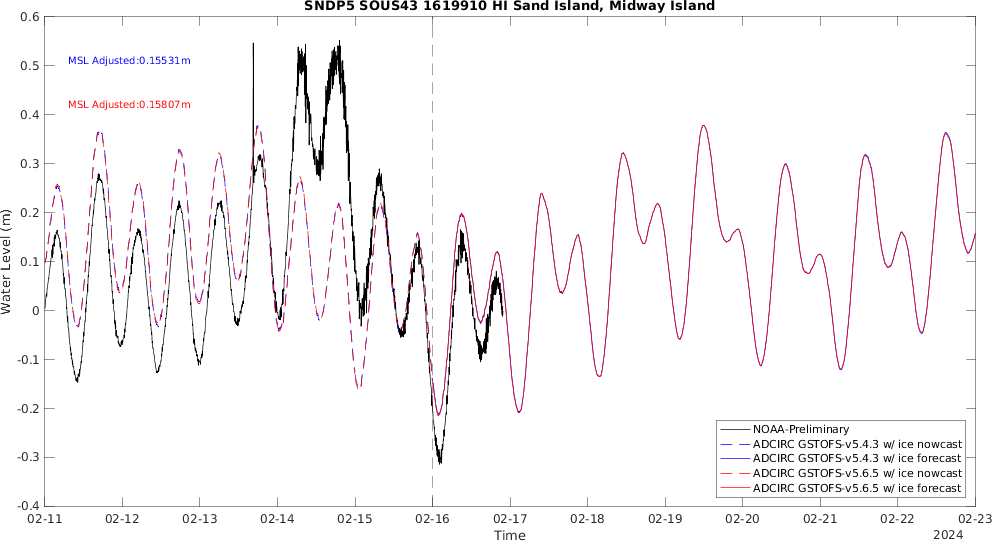 SNDP5 SOUS43 1619910 HI Sand Island, Midway Island
0.6
0.5
0.4
0.3
0.2
0.1
0
-0.1
-0.2
-0.3
-0.4
Water Level (m)
MSL Adjusted:0.15531m
MSL Adjusted:0.15807m
NOAA-Preliminary
ADCIRC GSTOFS-v5.4.3 w/ ice nowcast
ADCIRC GSTOFS-v5.4.3 w/ ice forecast
ADCIRC GSTOFS-v5.6.5 w/ ice nowcast
ADCIRC GSTOFS-v5.6.5 w/ ice forecast
02-11 02-12 02-13 02-14 02-15 02-16 02-17 02-18 02-19 02-20 02-21 02-22 02-23
Time
2024